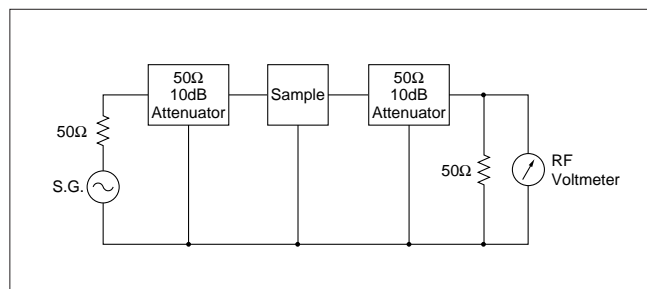 50Ω
10dB
Attenuator
Sample
50Ω
10dB
Attenuator
50Ω
S.G.
50Ω
RF
Voltmeter